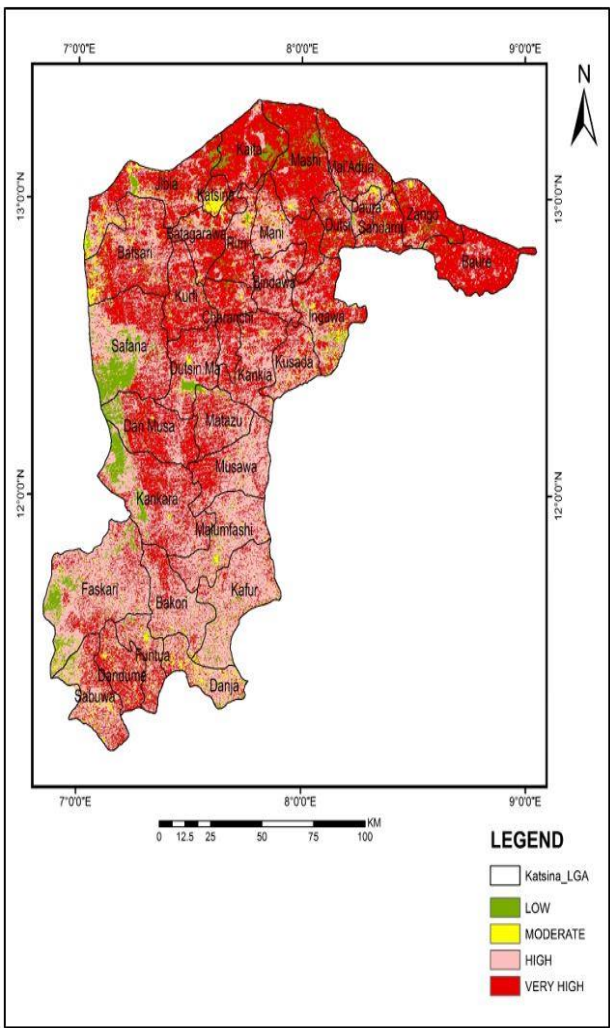 7°0'0"E 8°0'0"E 9°0'0"E
N
Kaita
Mashi
Mai'Adua
Jibia
Katsina
13°0'0"N 13°0'0"N
Daura
Zango
Batagarawa
Rimi
Mani
Dutsi
Sandamu
Batsari
Baure
Bindawa
Kurfi
Charanchi
Ingawa
Safana
Dutsin Ma
Kankia
Kusada
Dan Musa
Matazu
Musawa
12°0'0"N 12°0'0"N
Kankara
Malumfashi
Faskari
Bakori
Kafur
Funtua
Dandume
Danja
Sabuwa
7°0'0"E 8°0'0"E 9°0'0"E
KM
0 12.5 25 50 75 100
LEGEND
Katsina_LGA
LOW
MODERATE
HIGH
VERY HIGH